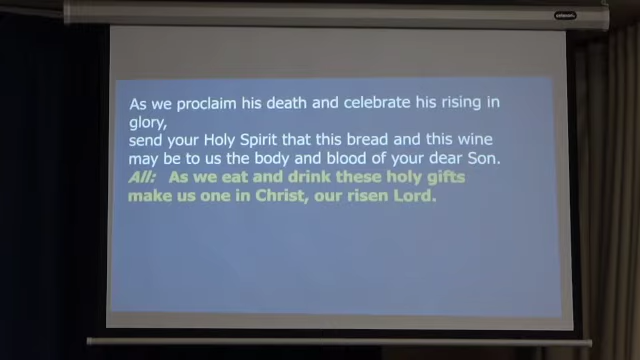 As we proclaim his death and celebrate his rising in
glory,
send your Holy Spirit that this bread and this wine
may be to us the body and blood of your dear Son.
All: As we eat and drink these holy gifts
make us one in Christ, our risen Lord.